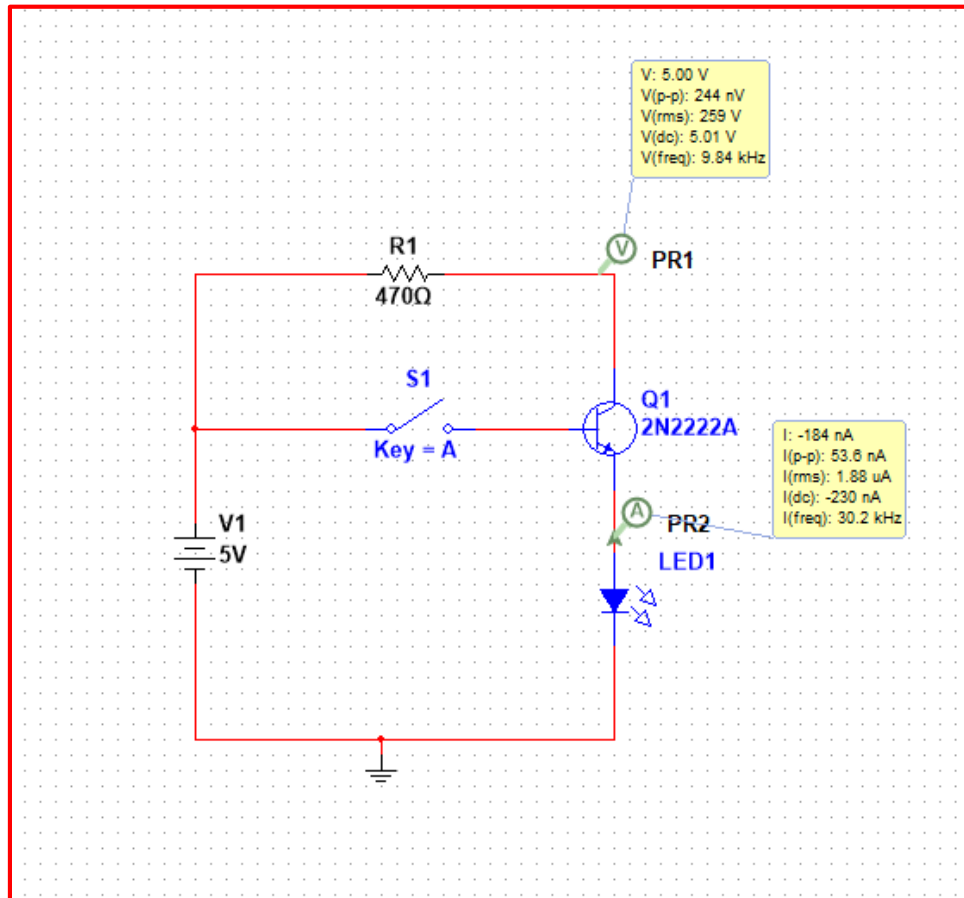 V: 5.00 V
V(p-p): 244 nV
V(rms): 259 V
V(dc): 5.01 V
V(freq): 9.84 kHz
V
PR1
R1
470Ω
S1
Key = A
Q1
2N2222A
I: -184 nA
I(p-p): 53.6 nA
I(rms): 1.88 uA
I(dc): -230 nA
I(freq): 30.2 kHz
A
PR2
LED1
V1
5V